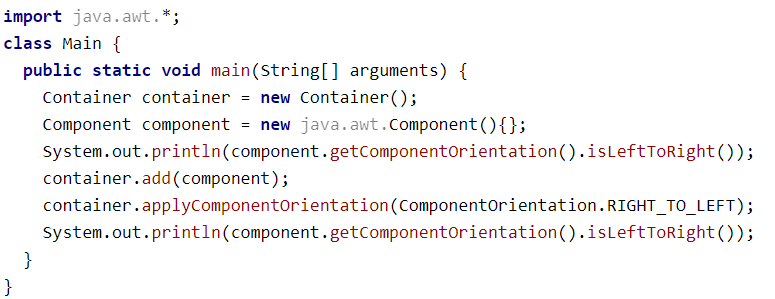 import java.awt.*;
class Main {
  public static void main(String[] arguments) {
    Container container = new Container();
    Component component = new java.awt.Component(){};
    System.out.println(component.getComponentOrientation().isLeftToRight());
    container.add(component);
    container.applyComponentOrientation(ComponentOrientation.RIGHT_TO_LEFT);
    System.out.println(component.getComponentOrientation().isLeftToRight());
  }
}